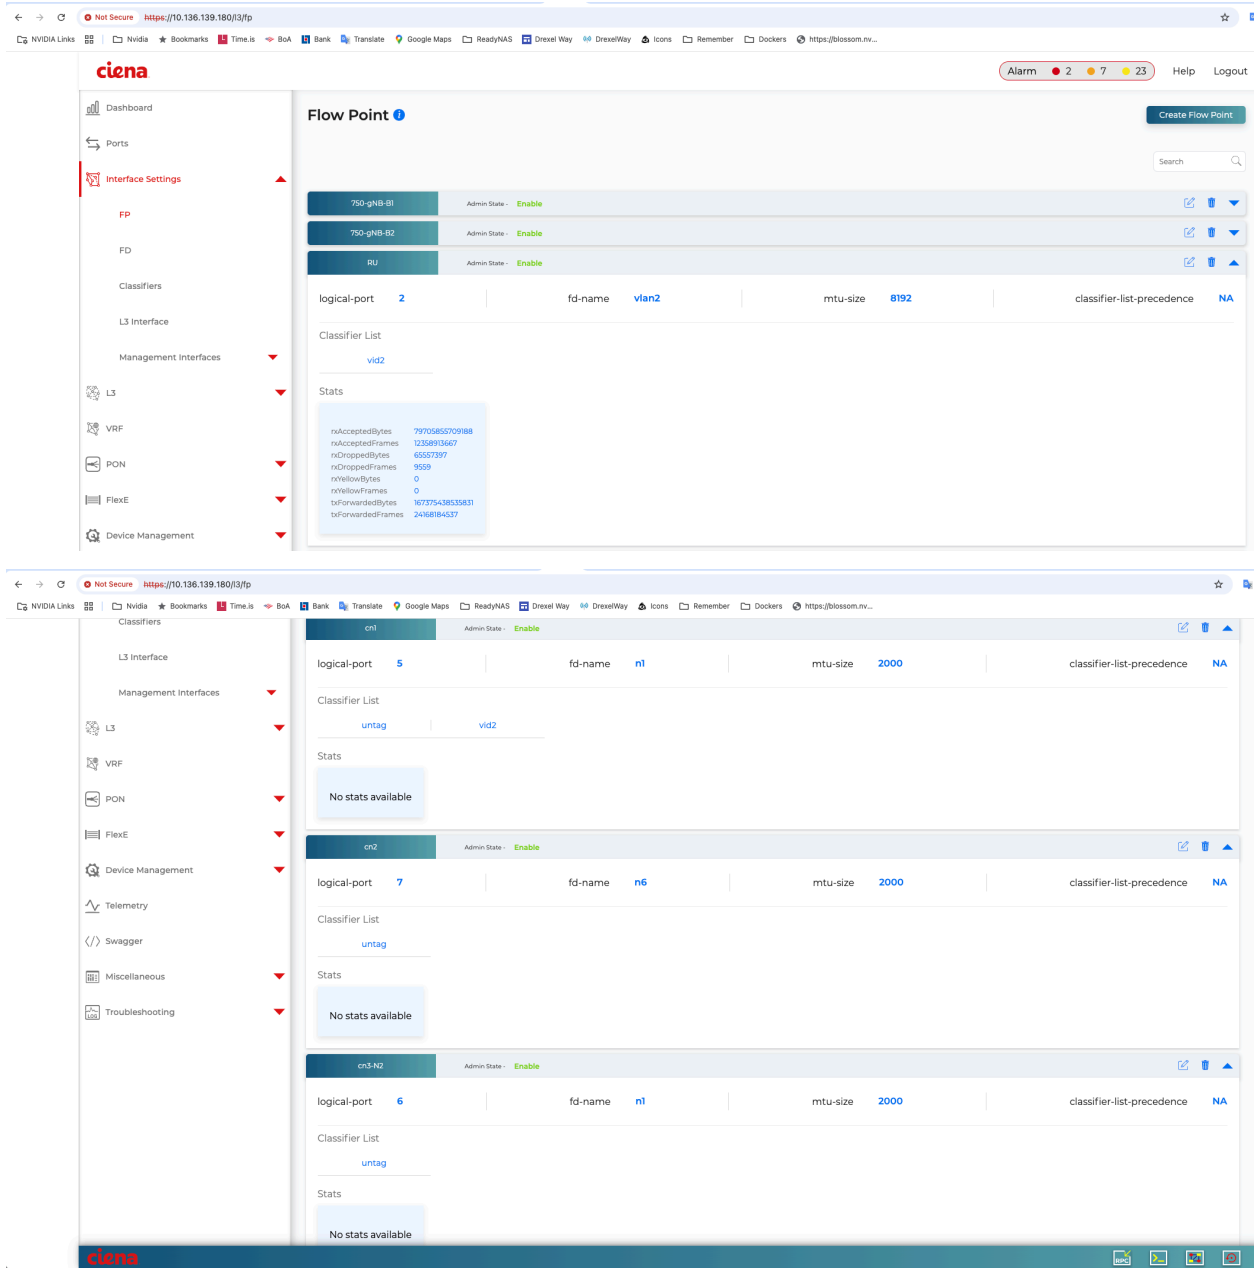 Not Secure https://10.136.139.180/l3/fp
NVIDIA Links Nvidia Bookmarks Time.is BoA Bank Translate Google Maps ReadyNAS Drexel Way DrexelWay Icons Remember Dockers https://blossom.nv...
ciena
Alarm 2 7 23 Help Logout
Dashboard
Ports
Interface Settings
FP
FD
Classifiers
L3 Interface
Management Interfaces
L3
VRF
PON
FlexE
Device Management
Flow Point
Create Flow Point
Search
750-gNB-B1 Admin State - Enable
750-gNB-B2 Admin State - Enable
RU Admin State - Enable
logical-port 2 fd-name vlan2 mtu-size 8192 classifier-list-precedence NA
Classifier List
vid2
Stats
rxAcceptedBytes 79705855709188
rxAcceptedFrames 12358913667
rxDroppedBytes 65557397
rxDroppedFrames 9559
rxYellowBytes 0
rxYellowFrames 0
txForwardedBytes 167375438535831
txForwardedFrames 24168184537
Not Secure https://10.136.139.180/l3/fp
NVIDIA Links Nvidia Bookmarks Time.is BoA Bank Translate Google Maps ReadyNAS Drexel Way DrexelWay Icons Remember Dockers https://blossom.nv...
Classifiers
L3 Interface
Management Interfaces
L3
VRF
PON
FlexE
Device Management
Telemetry
Swagger
Miscellaneous
LOG Troubleshooting
cn1 Admin State - Enable
logical-port 5 fd-name n1 mtu-size 2000 classifier-list-precedence NA
Classifier List
untag vid2
Stats
No stats available
cn2 Admin State - Enable
logical-port 7 fd-name n6 mtu-size 2000 classifier-list-precedence NA
Classifier List
untag
Stats
No stats available
cn3-N2 Admin State - Enable
logical-port 6 fd-name n1 mtu-size 2000 classifier-list-precedence NA
Classifier List
untag
Stats
No stats available
ciena
RPC